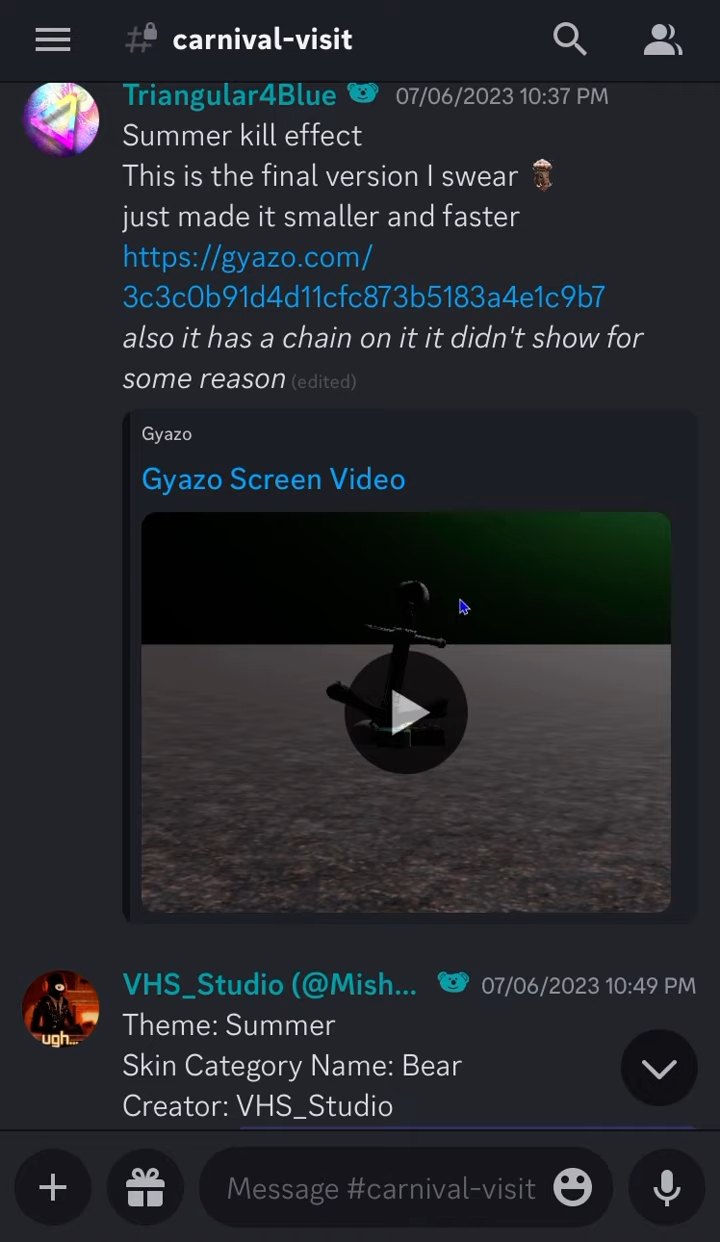 carnival-visit
Triangular4Blue 07/06/2023 10:37 PM
Summer kill effect
This is the final version I swear
just made it smaller and faster
https://gyazo.com/
3c3c0b91d4d11cfc873b5183a4e1c9b7
also it has a chain on it it didn't show for
some reason (edited)
Gyazo
Gyazo Screen Video
VHS_Studio (@Mish... 07/06/2023 10:49 PM
ugh...
Theme: Summer
Skin Category Name: Bear
Creator: VHS_Studio
Message #carnival-visit